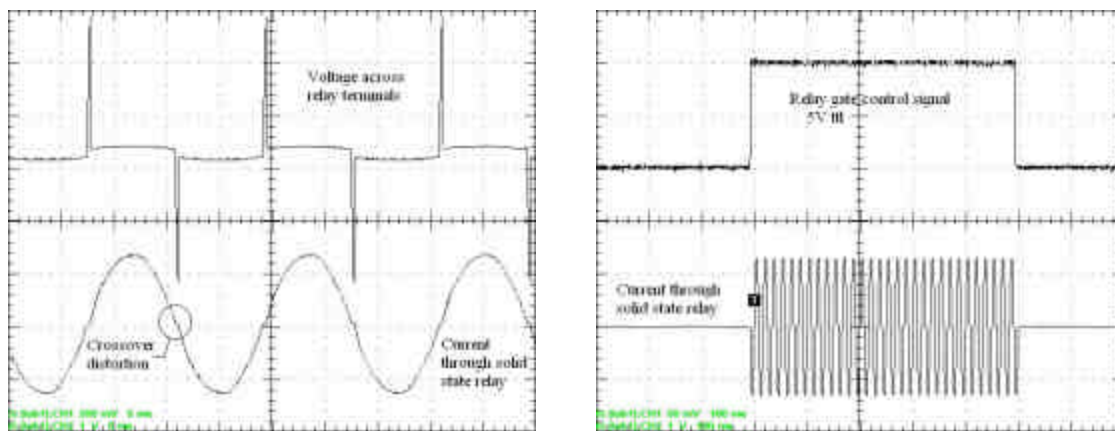 Voltage across
relay terminals
Crossover
distortion
Current
through solid
state relay
Relay gate control signal
5V ttl
Current through
solid state relay